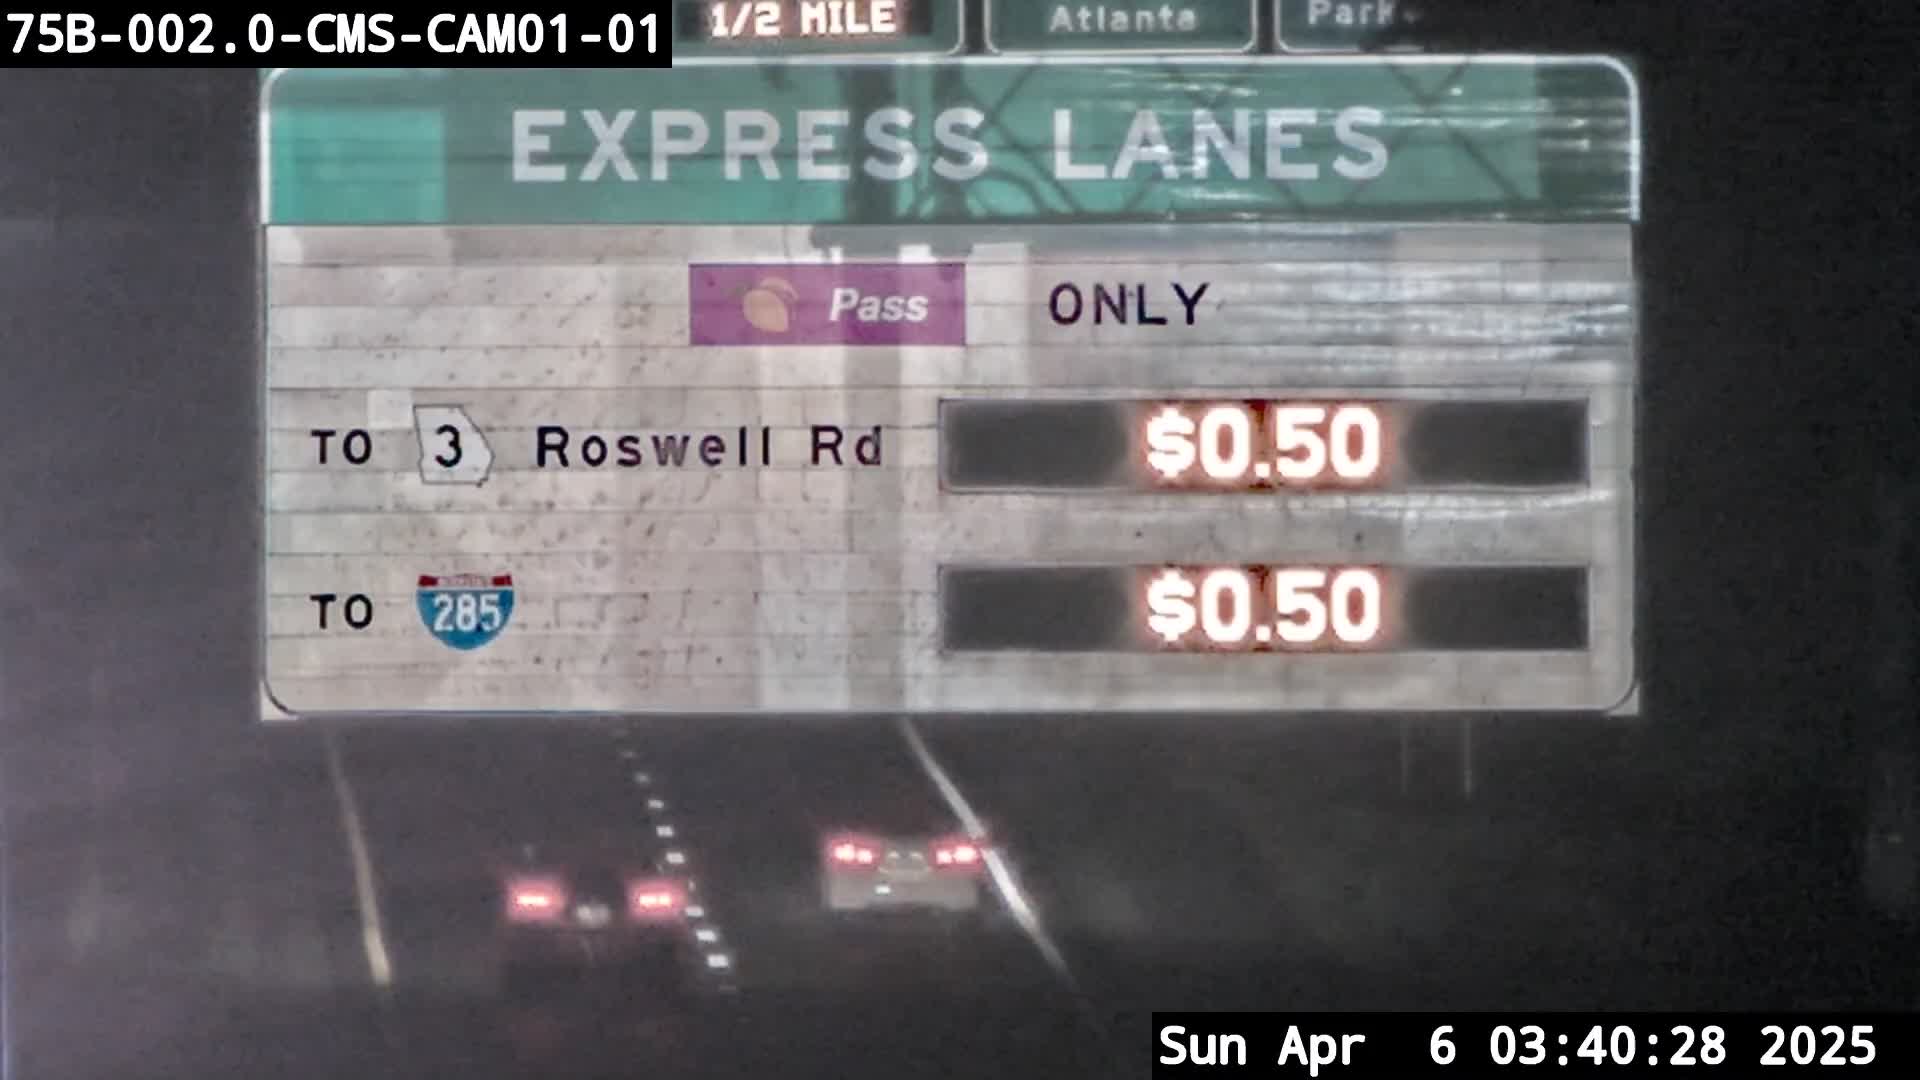 75B-002.0-CMS-CAM01-01
1/2 MILE
Atlanta
Park
EXPRESS LANES
Pass ONLY
TO 3 Roswell Rd $0.50
TO 285 $0.50
Sun Apr 6 03:40:28 2025